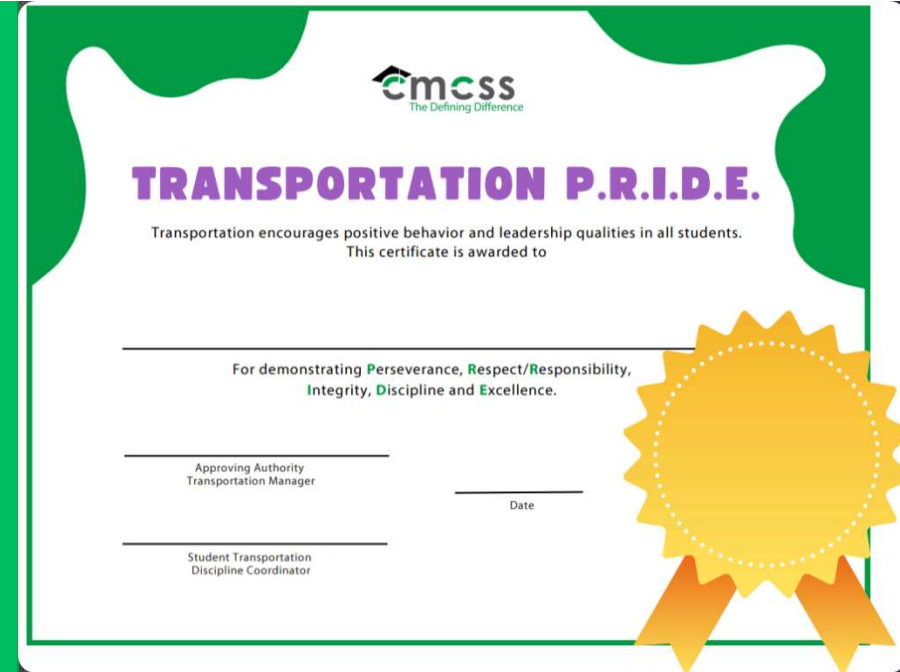 cmcss
The Defining Difference
TRANSPORTATION P.R.I.D.E.
Transportation encourages positive behavior and leadership qualities in all students.
This certificate is awarded to
For demonstrating Perseverance, Respect/Responsibility,
Integrity, Discipline and Excellence.
Approving Authority
Transportation Manager
Date
Student Transportation
Discipline Coordinator